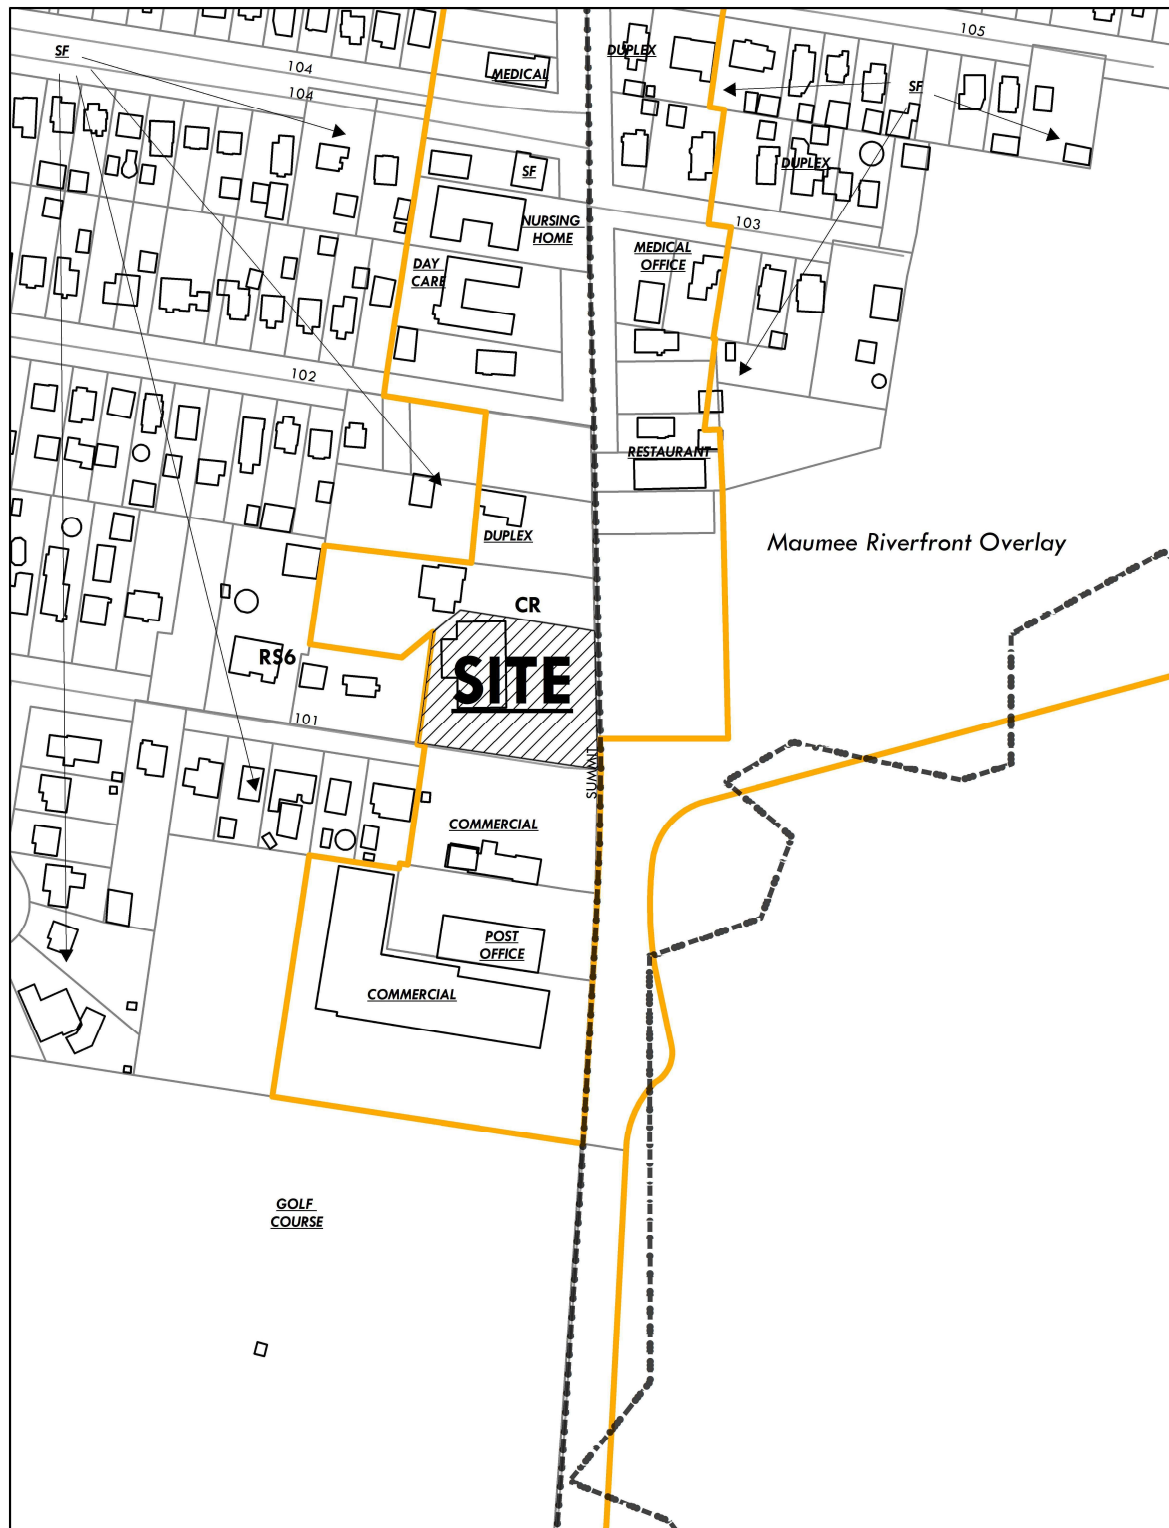 105
SF
DUPLEX
104
MEDICAL
104
SF
DUPLEX
SF
NURSING
HOME
103
MEDICAL
OFFICE
DAY
CARE
102
RESTAURANT
DUPLEX
Maumee Riverfront Overlay
CR
RS6
SITE
101
SUMMIT
COMMERCIAL
POST
OFFICE
COMMERCIAL
GOLF
COURSE